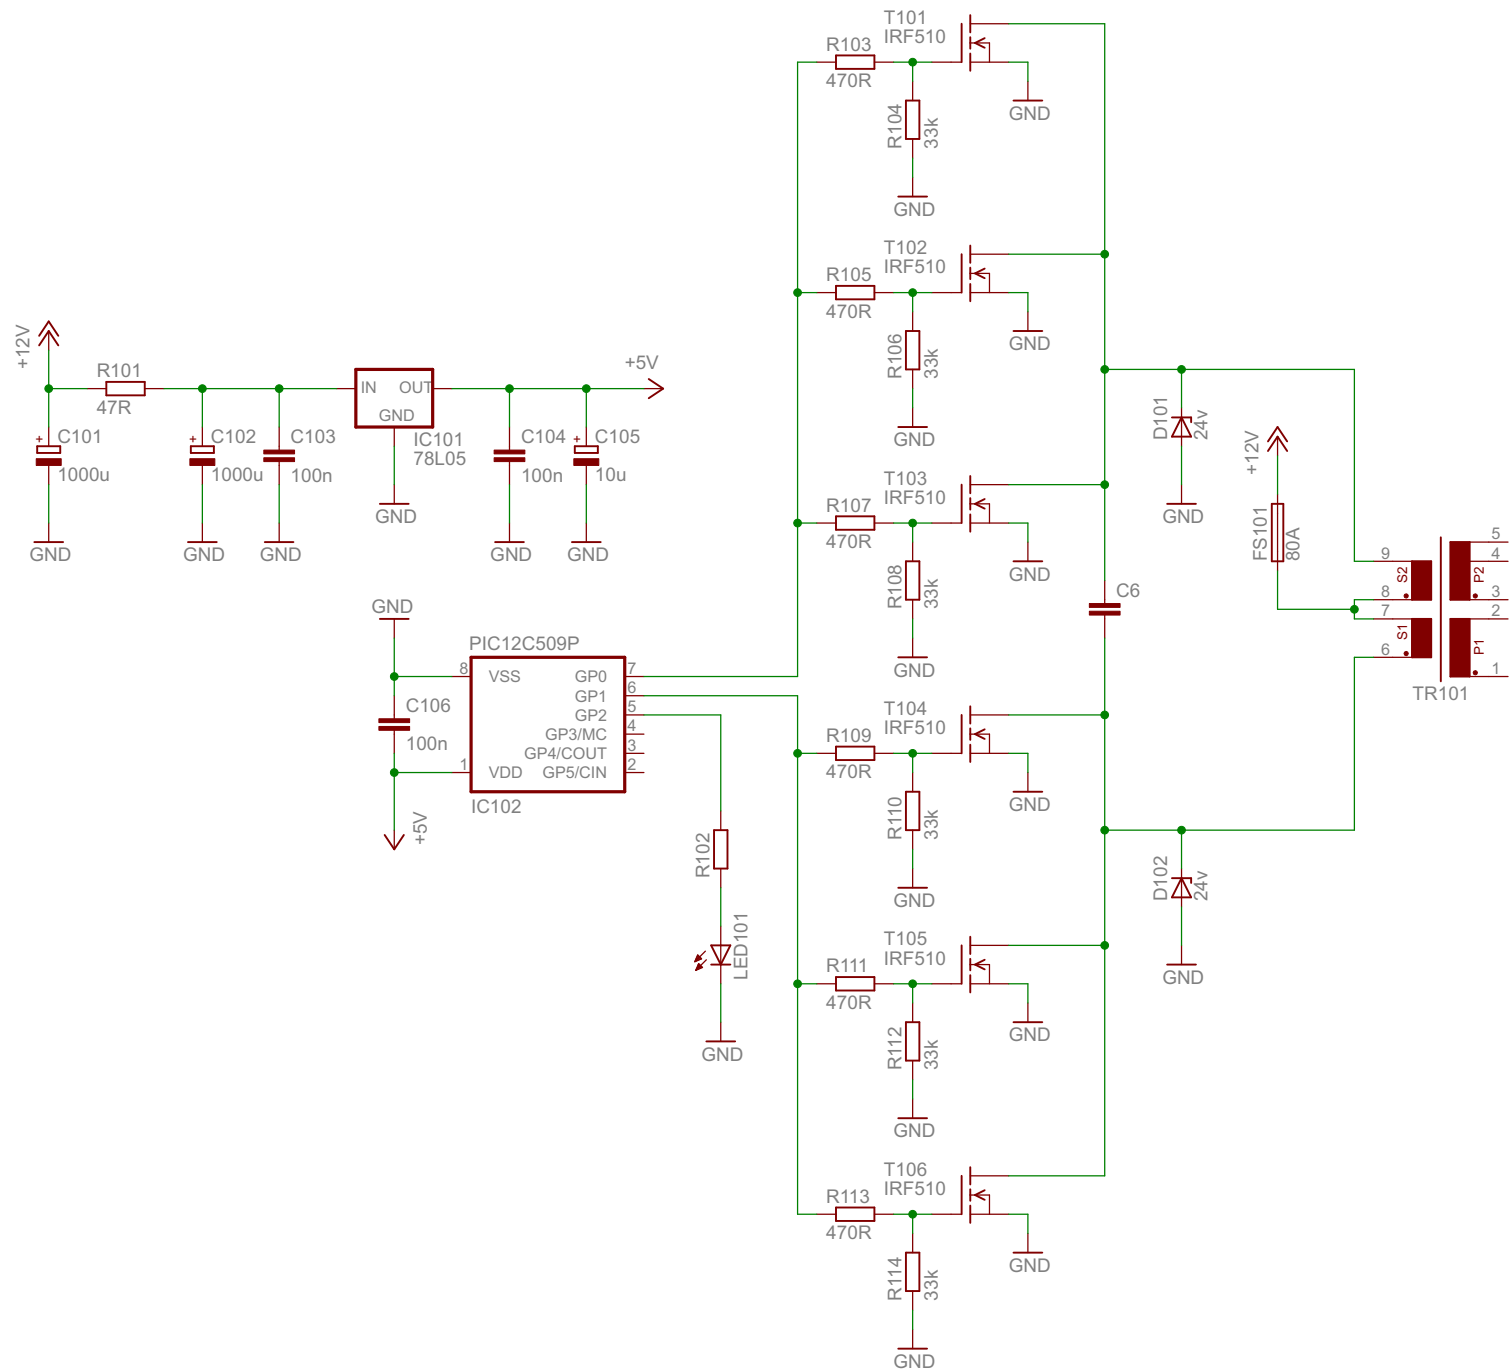 T101
IRF510
R103
470R
R104
33k
GND
GND
T102
IRF510
R105
470R
R106
33k
GND
GND
+12V
R101
47R
C101
1000u
GND
C102
1000u
GND
C103
100n
GND
IN
OUT
GND
IC101
78L05
GND
+5V
C104
100n
GND
C105
10u
GND
T103
IRF510
R107
470R
R108
33k
GND
GND
D101
24v
GND
+12V
FS101
80A
C6
9
8
7
6
S2
S1
P2
P1
5
4
3
2
1
TR101
GND
PIC12C509P
8
VSS
GP0
7
GP1
6
GP2
5
GP3/MC
4
GP4/COUT
3
1
VDD
GP5/CIN
2
IC102
C106
100n
+5V
R102
LED101
GND
T104
IRF510
R109
470R
R110
33k
GND
GND
D102
24v
GND
T105
IRF510
R111
470R
R112
33k
GND
GND
T106
IRF510
R113
470R
R114
33k
GND
GND